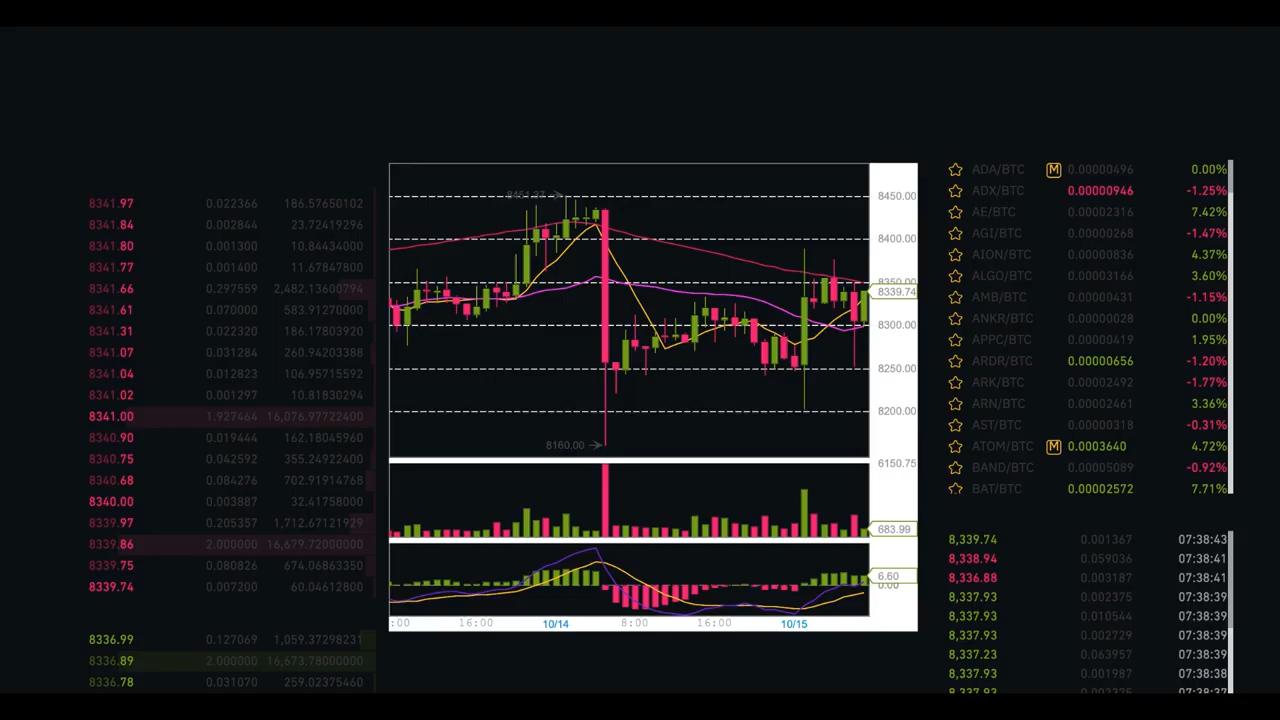 8341.97 0.022366 186.57650102
8341.84 0.002844 23.72419296
8341.80 0.001300 10.84434000
8341.77 0.001400 11.67847800
8341.66 0.297559 2,482.13600794
8341.61 0.070000 583.91270000
8341.31 0.022320 186.17803920
8341.07 0.031284 260.94203388
8341.04 0.012823 106.95715592
8341.02 0.001297 10.81830294
8341.00 1.927464 16,076.97722400
8340.90 0.019444 162.18045960
8340.75 0.042592 355.24922400
8340.68 0.084276 702.91914768
8340.00 0.003887 32.41758000
8339.97 0.205357 1,712.67121929
8339.86 2.000000 16,679.72000000
8339.75 0.080826 674.06863350
8339.74 0.007200 60.04612800
8336.99 0.127069 1,059.37298231
8336.89 2.000000 16,673.78000000
8336.78 0.031070 259.02375460
8451.37
8160.00
8450.00
8400.00
8350.00
8339.74
8300.00
8250.00
8200.00
6150.75
683.99
6.60
0.00
:00 16:00 10/14 8:00 16:00 10/15
ADA/BTC M 0.00000496 0.00%
ADX/BTC 0.00000946 -1.25%
AE/BTC 0.00002316 7.42%
AGI/BTC 0.00000268 -1.47%
AION/BTC 0.00000836 4.37%
ALGO/BTC 0.00003166 3.60%
AMB/BTC 0.00000431 -1.15%
ANKR/BTC 0.00000028 0.00%
APPC/BTC 0.00000419 1.95%
ARDR/BTC 0.00000656 -1.20%
ARK/BTC 0.00002492 -1.77%
ARN/BTC 0.00002461 3.36%
AST/BTC 0.00000318 -0.31%
ATOM/BTC M 0.0003640 4.72%
BAND/BTC 0.00005089 -0.92%
BAT/BTC 0.00002572 7.71%
8,339.74 0.001367 07:38:43
8,338.94 0.059036 07:38:41
8,336.88 0.003187 07:38:41
8,337.93 0.002375 07:38:39
8,337.93 0.010544 07:38:39
8,337.93 0.002729 07:38:39
8,337.23 0.063957 07:38:39
8,337.93 0.001987 07:38:38
8,337.93 0.002375 07:38:37